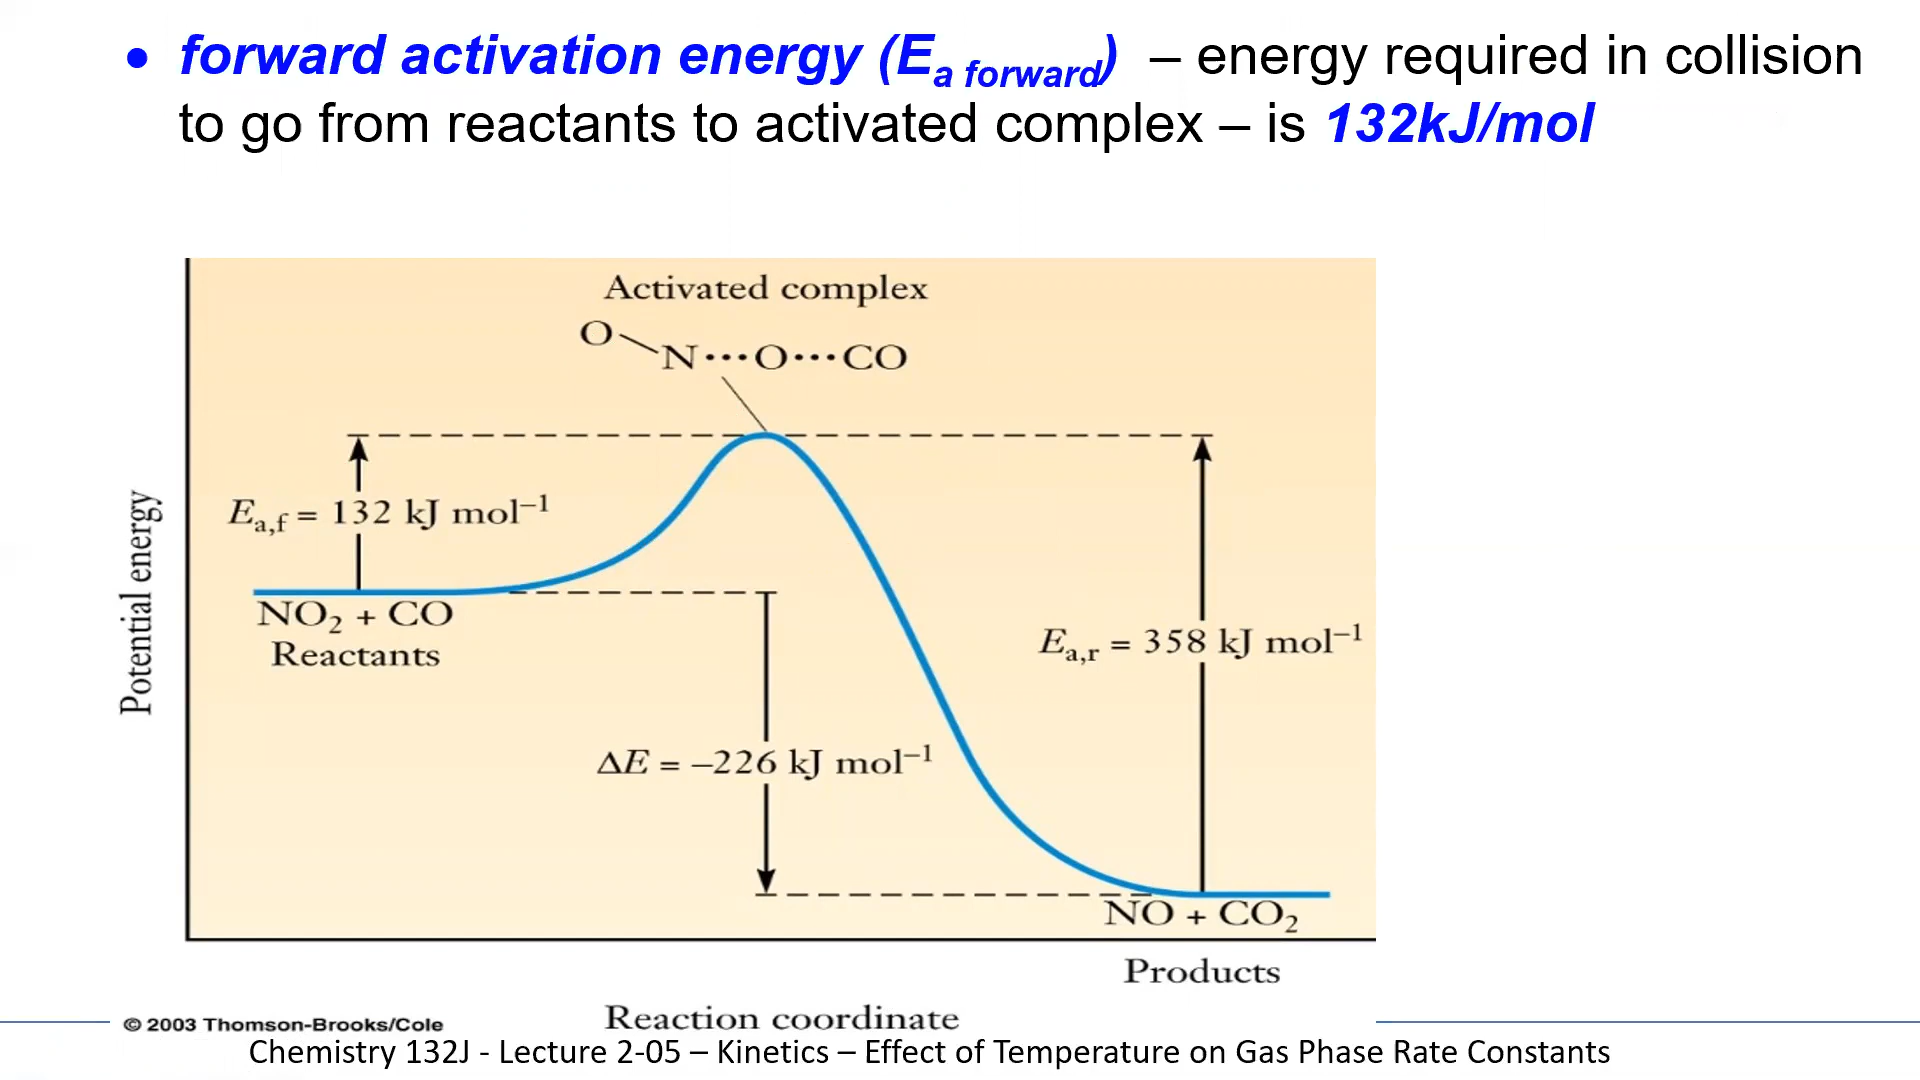 • forward activation energy (Ea forward) – energy required in collision
to go from reactants to activated complex – is 132kJ/mol
Activated complex
O
N···O···CO
Ea,f = 132 kJ mol–1
NO2 + CO
Reactants
Potential energy
Ea,r = 358 kJ mol–1
ΔE = –226 kJ mol–1
NO + CO2
Products
Reaction coordinate
© 2003 Thomson-Brooks/Cole
Chemistry 132J - Lecture 2-05 – Kinetics – Effect of Temperature on Gas Phase Rate Constants